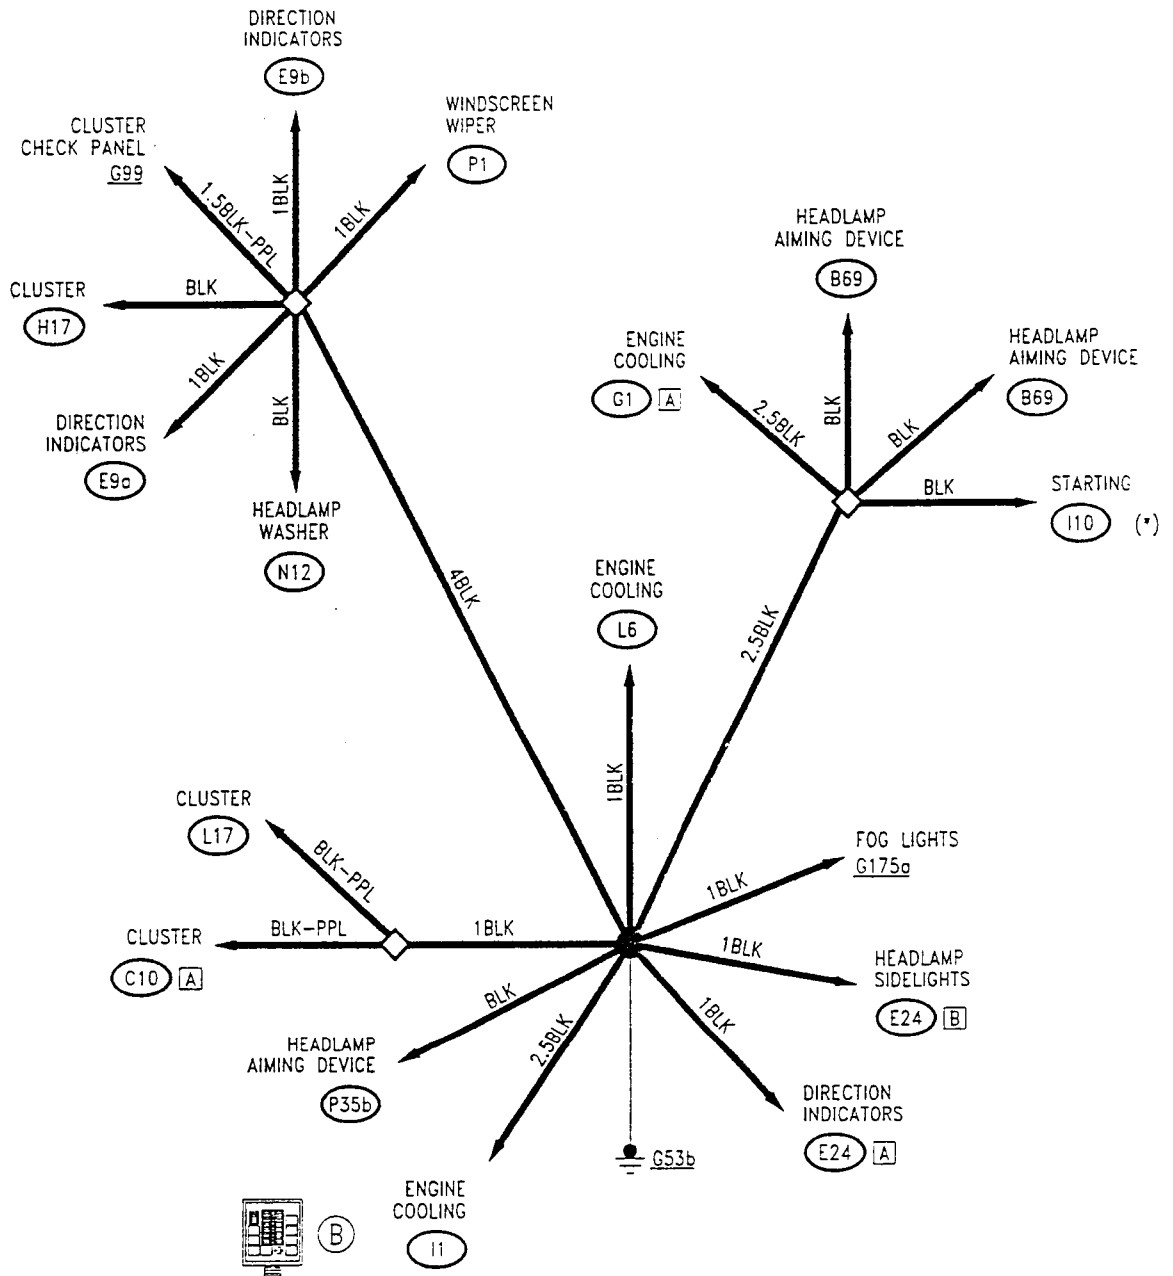 DIRECTION
INDICATORS
E9b
CLUSTER
CHECK PANEL
G99
WINDSCREEN
WIPER
P1
1.5BLK-PPL
1BLK
1BLK
CLUSTER
H17
BLK
1BLK
BLK
DIRECTION
INDICATORS
E9a
HEADLAMP
WASHER
N12
HEADLAMP
AIMING DEVICE
B69
ENGINE
COOLING
G1 A
HEADLAMP
AIMING DEVICE
B69
2.5BLK
BLK
BLK
BLK
STARTING
I10 (*)
4BLK
2.5BLK
ENGINE
COOLING
L6
1BLK
CLUSTER
L17
BLK-PPL
CLUSTER
C10 A
BLK-PPL
1BLK
FOG LIGHTS
G175a
1BLK
1BLK
HEADLAMP
SIDELIGHTS
E24 B
BLK
2.5BLK
1BLK
HEADLAMP
AIMING DEVICE
P35b
DIRECTION
INDICATORS
E24 A
G53b
ENGINE
COOLING
I1
B